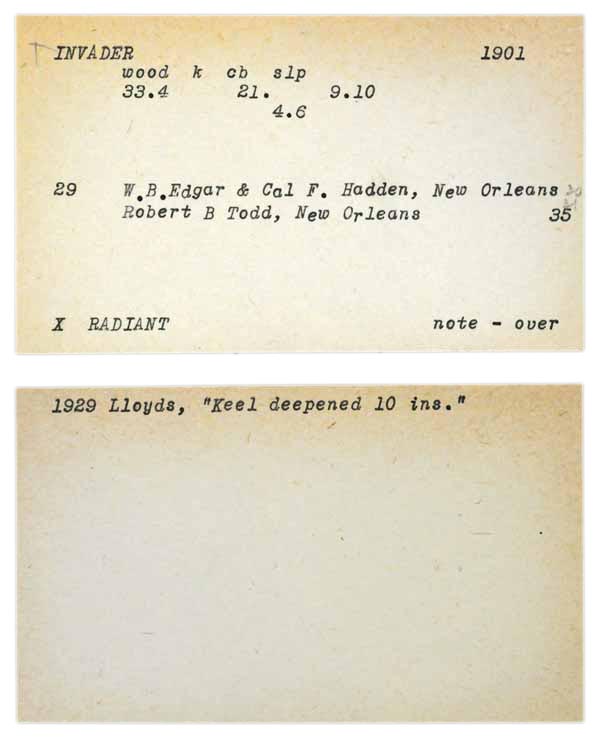 INVADER 1901
wood k cb slp
33.4 21. 9.10
4.6
29 W.B.Edgar & Cal F. Hadden, New Orleans
Robert B Todd, New Orleans 35
X RADIANT note - over
1929 Lloyds, "Keel deepened 10 ins."